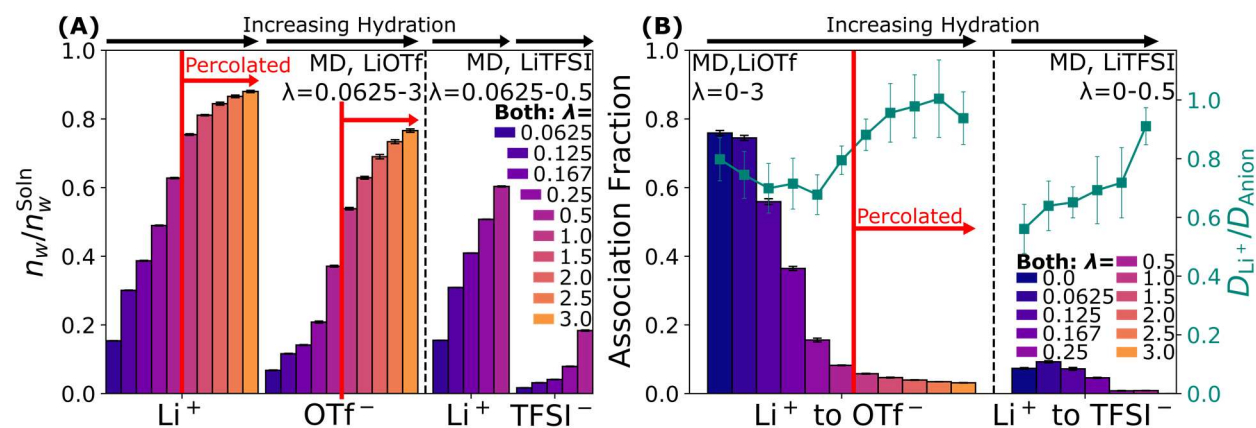 (A)
Increasing Hydration
Percolated
MD, LiOTf
λ=0.0625-3
MD, LiTFSI
λ=0.0625-0.5
Both: λ=
0.0625
0.125
0.167
0.25
0.5
1.0
1.5
2.0
2.5
3.0
1.0
0.8
0.6
0.4
0.2
0.0
n_w/n_w^Soln
Li⁺
OTf⁻
Li⁺
TFSI⁻
(B)
Increasing Hydration
MD,LiOTf
λ=0-3
MD, LiTFSI
λ=0-0.5
Percolated
Both: λ=
0.0
0.0625
0.125
0.167
0.25
0.5
1.0
1.5
2.0
2.5
3.0
1.0
0.8
0.6
0.4
0.2
0.0
Association Fraction
1.0
0.8
0.6
0.4
0.2
0.0
D_Li⁺/D_Anion
Li⁺ to OTf⁻
Li⁺ to TFSI⁻